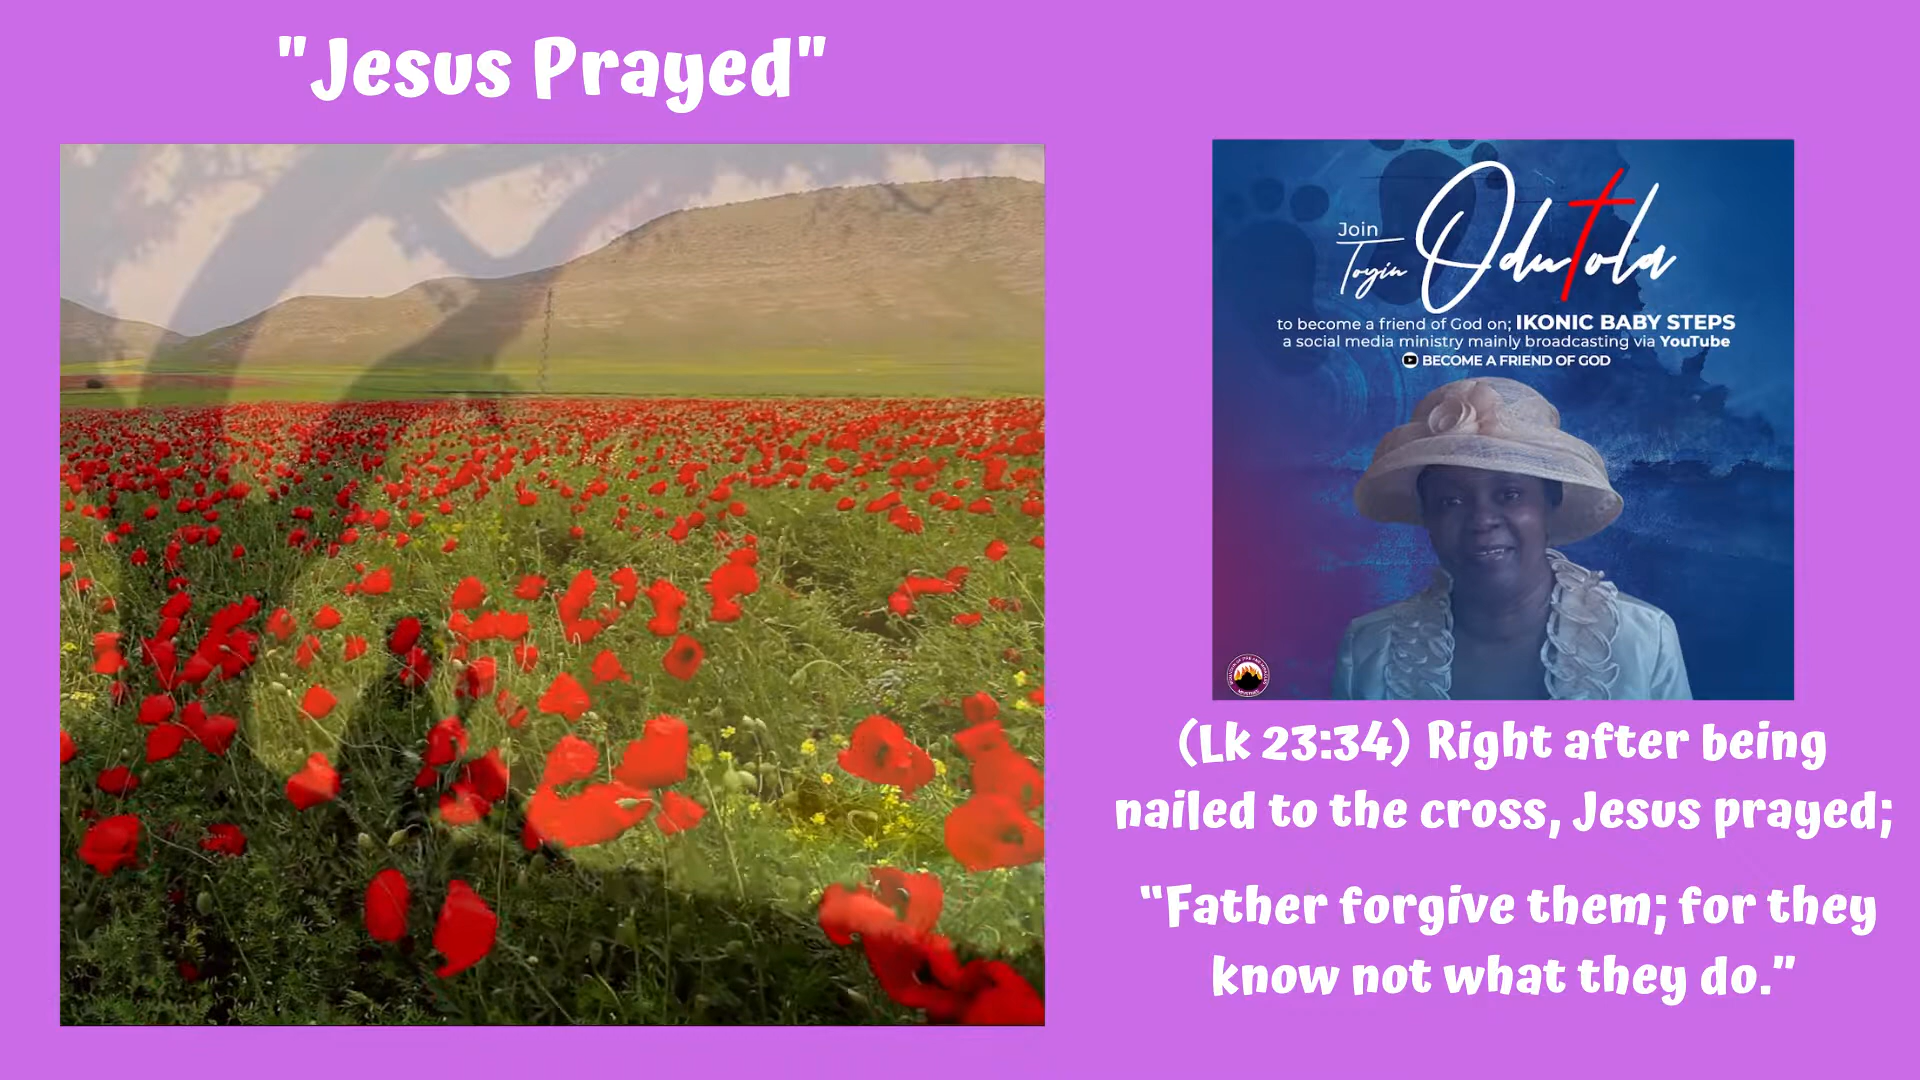 "Jesus Prayed"
Join
Toyin Odutola
to become a friend of God on; IKONIC BABY STEPS
a social media ministry mainly broadcasting via YouTube
BECOME A FRIEND OF GOD
(Lk 23:34) Right after being
nailed to the cross, Jesus prayed;
“Father forgive them; for they
know not what they do.”